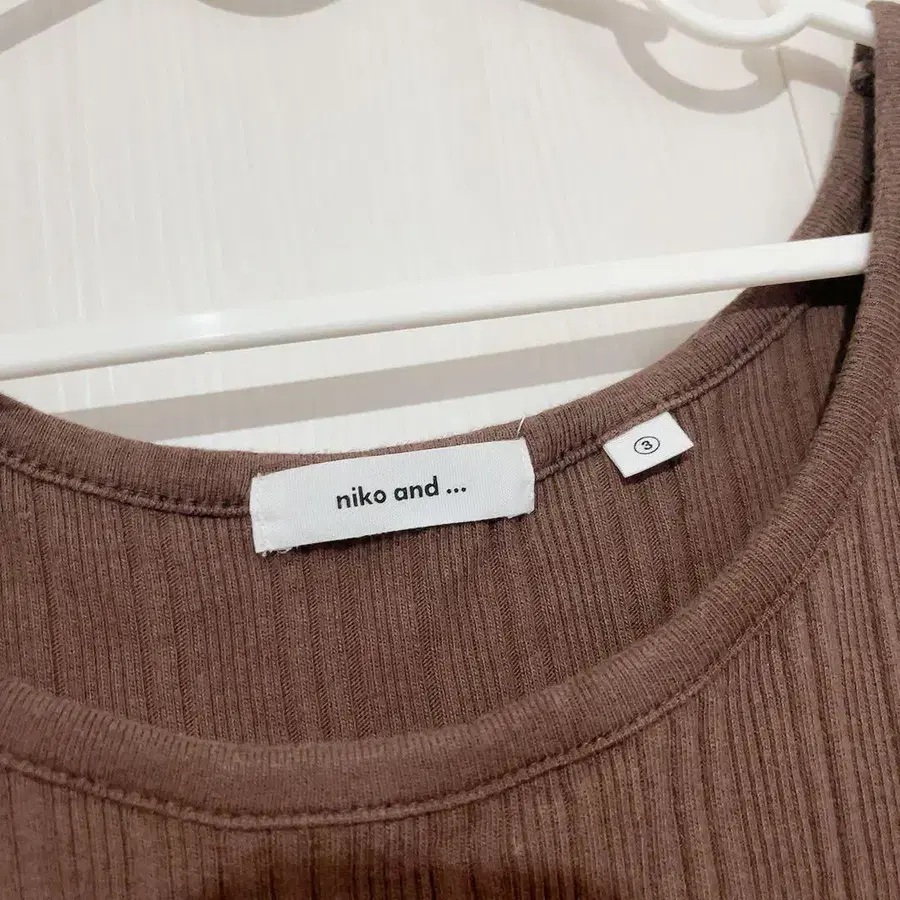 niko and ...
③